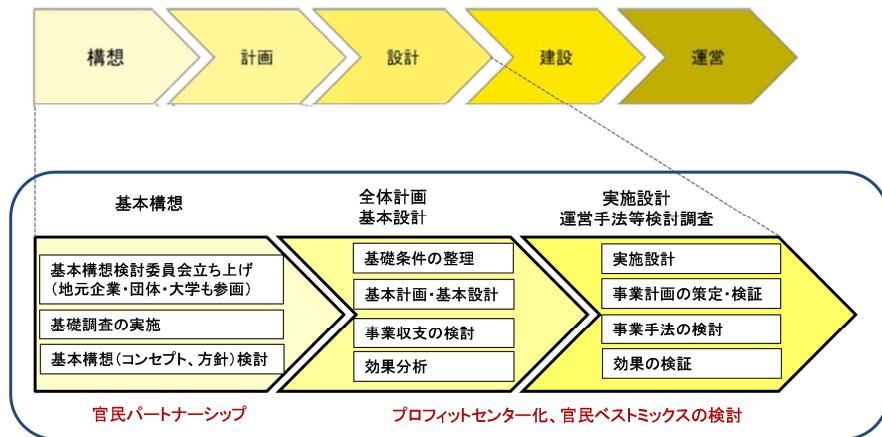 構想
計画
設計
建設
運営
基本構想
全体計画
基本設計
実施設計
運営手法等検討調査
基本構想検討委員会立ち上げ
(地元企業・団体・大学も参画)
基礎調査の実施
基本構想(コンセプト、方針)検討
基礎条件の整理
基本計画・基本設計
事業収支の検討
効果分析
実施設計
事業計画の策定・検証
事業手法の検討
効果の検証
官民パートナーシップ
プロフィットセンター化、官民ベストミックスの検討